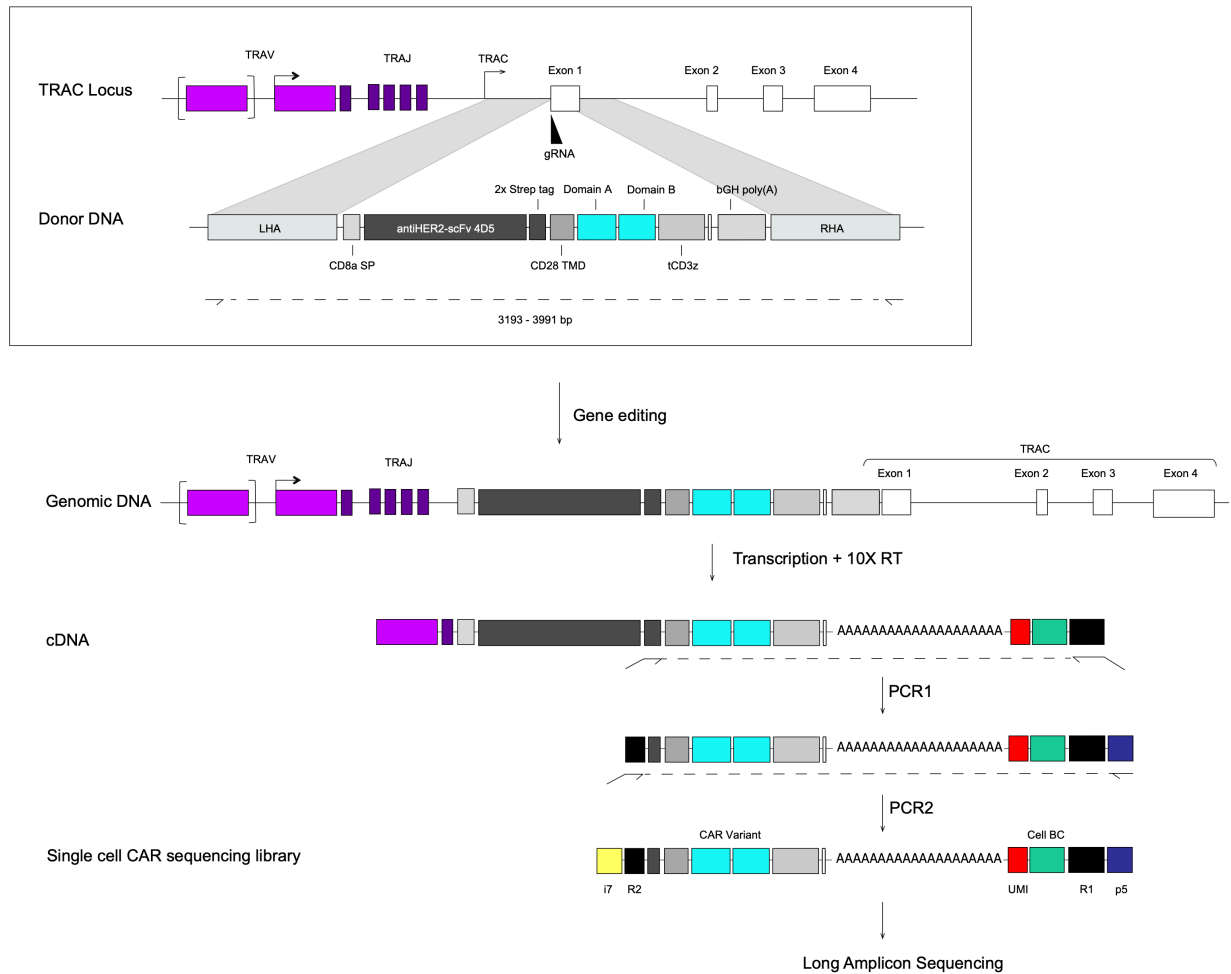 TRAV
TRAJ
TRAC
Exon 1
Exon 2
Exon 3
Exon 4
TRAC Locus
gRNA
2x Strep tag
Domain A
Domain B
bGH poly(A)
Donor DNA
LHA
antiHER2-scFv 4D5
RHA
CD8a SP
CD28 TMD
tCD3z
3193 - 3991 bp
Gene editing
TRAC
TRAV
TRAJ
Exon 1
Exon 2
Exon 3
Exon 4
Genomic DNA
Transcription + 10X RT
cDNA
AAAAAAAAAAAAAAAAAAAA
PCR1
AAAAAAAAAAAAAAAAAAAA
PCR2
CAR Variant
Cell BC
Single cell CAR sequencing library
AAAAAAAAAAAAAAAAAAAA
i7
R2
UMI
R1
p5
Long Amplicon Sequencing